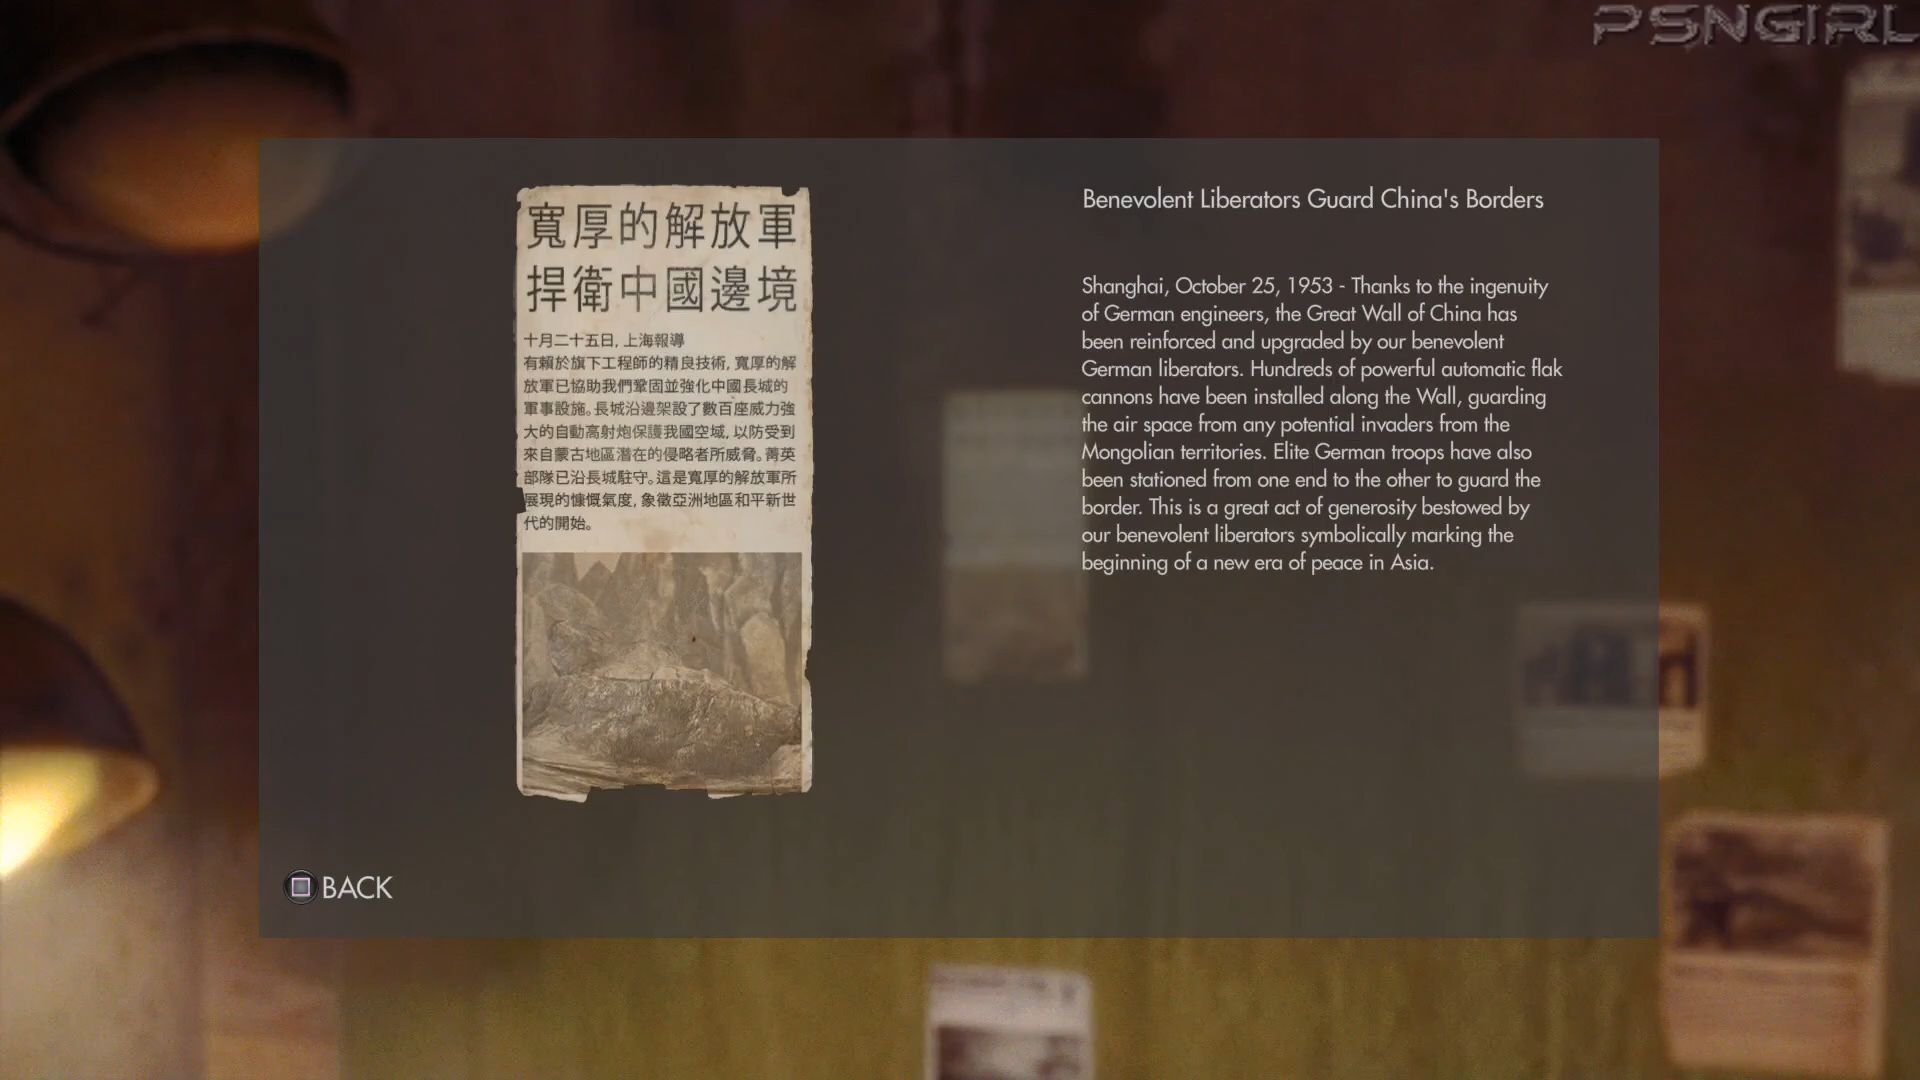 PSNGIRL
寬厚的解放軍
捍衛中國邊境
十月二十五日, 上海報導
有賴於旗下工程師的精良技術, 寬厚的解
放軍已協助我們鞏固並強化中國長城的
軍事設施。長城沿邊架設了數百座威力強
大的自動高射炮保護我國空域, 以防受到
來自蒙古地區潛在的侵略者所威脅。菁英
部隊已沿長城駐守。這是寬厚的解放軍所
展現的慷慨氣度, 象徵亞洲地區和平新世
代的開始。
Benevolent Liberators Guard China's Borders
Shanghai, October 25, 1953 - Thanks to the ingenuity
of German engineers, the Great Wall of China has
been reinforced and upgraded by our benevolent
German liberators. Hundreds of powerful automatic flak
cannons have been installed along the Wall, guarding
the air space from any potential invaders from the
Mongolian territories. Elite German troops have also
been stationed from one end to the other to guard the
border. This is a great act of generosity bestowed by
our benevolent liberators symbolically marking the
beginning of a new era of peace in Asia.
BACK